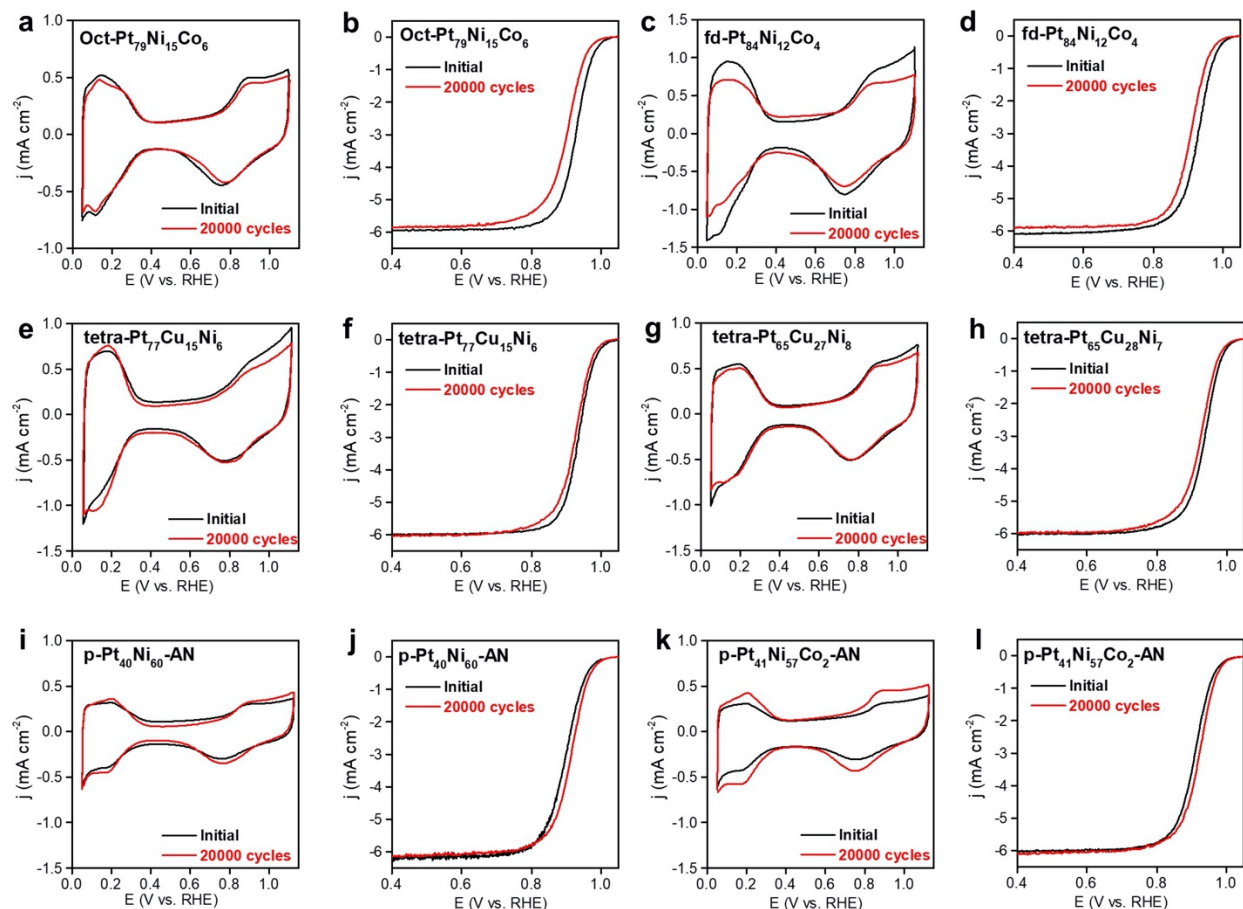 a
Oct-Pt79Ni15Co6
j (mA cm-2)
1.0
0.5
0.0
-0.5
-1.0
Initial
20000 cycles
0.0 0.2 0.4 0.6 0.8 1.0
E (V vs. RHE)
b
Oct-Pt79Ni15Co6
Initial
20000 cycles
j (mA cm-2)
0
-1
-2
-3
-4
-5
-6
0.4 0.6 0.8 1.0
E (V vs. RHE)
c
fd-Pt84Ni12Co4
j (mA cm-2)
1.5
1.0
0.5
0.0
-0.5
-1.0
-1.5
Initial
20000 cycles
0.0 0.2 0.4 0.6 0.8 1.0
E (V vs. RHE)
d
fd-Pt84Ni12Co4
Initial
20000 cycles
j (mA cm-2)
0
-1
-2
-3
-4
-5
-6
0.4 0.6 0.8 1.0
E (V vs. RHE)
e
tetra-Pt77Cu15Ni6
j (mA cm-2)
1.0
0.5
0.0
-0.5
-1.0
-1.5
Initial
20000 cycles
0.0 0.2 0.4 0.6 0.8 1.0
E (V vs. RHE)
f
tetra-Pt77Cu15Ni6
Initial
20000 cycles
j (mA cm-2)
0
-1
-2
-3
-4
-5
-6
0.4 0.6 0.8 1.0
E (V vs. RHE)
g
tetra-Pt65Cu27Ni8
j (mA cm-2)
1.0
0.5
0.0
-0.5
-1.0
-1.5
Initial
20000 cycles
0.0 0.2 0.4 0.6 0.8 1.0
E (V vs. RHE)
h
tetra-Pt65Cu28Ni7
Initial
20000 cycles
j (mA cm-2)
0
-1
-2
-3
-4
-5
-6
0.4 0.6 0.8 1.0
E (V vs. RHE)
i
p-Pt40Ni60-AN
j (mA cm-2)
1.0
0.5
0.0
-0.5
-1.0
-1.5
Initial
20000 cycles
0.0 0.2 0.4 0.6 0.8 1.0
E (V vs. RHE)
j
p-Pt40Ni60-AN
Initial
20000 cycles
j (mA cm-2)
0
-1
-2
-3
-4
-5
-6
0.4 0.6 0.8 1.0
E (V vs. RHE)
k
p-Pt41Ni57Co2-AN
j (mA cm-2)
1.0
0.5
0.0
-0.5
-1.0
-1.5
Initial
20000 cycles
0.0 0.2 0.4 0.6 0.8 1.0
E (V vs. RHE)
l
p-Pt41Ni57Co2-AN
Initial
20000 cycles
j (mA cm-2)
0
-1
-2
-3
-4
-5
-6
0.4 0.6 0.8 1.0
E (V vs. RHE)